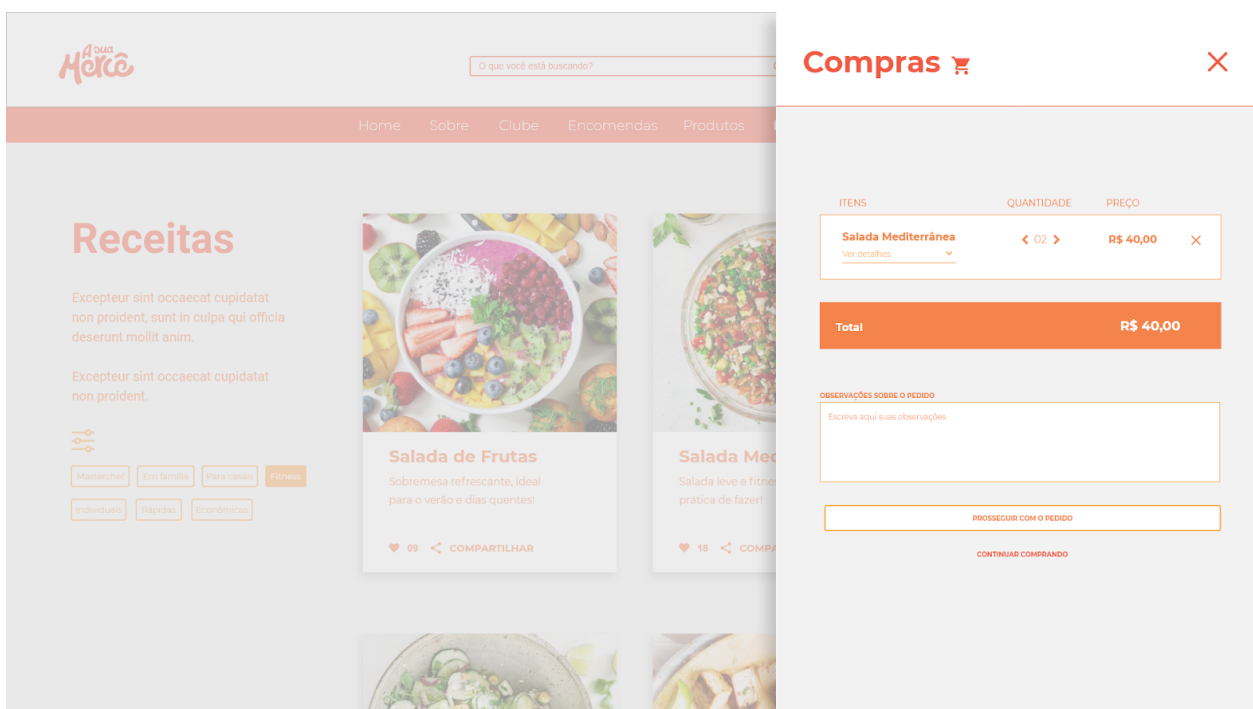 A sua
Mercê
O que você está buscando?
Home Sobre Clube Encomendas Produtos
Receitas
Excepteur sint occaecat cupidatat
non proident, sunt in culpa qui officia
deserunt mollit anim.
Excepteur sint occaecat cupidatat
non proident.
Masterchef Em família Para casais Fitness
Individuais Rápidas Econômicas
Salada de Frutas
Sobremesa refrescante, ideal
para o verão e dias quentes!
09 COMPARTILHAR
Salada Med
Salada leve e fitne
prática de fazer!
18 COMPA
Compras
ITENS QUANTIDADE PREÇO
Salada Mediterrânea 02 R$ 40,00
Ver detalhes
Total R$ 40,00
OBSERVAÇÕES SOBRE O PEDIDO
Escreva aqui suas observações
PROSSEGUIR COM O PEDIDO
CONTINUAR COMPRANDO